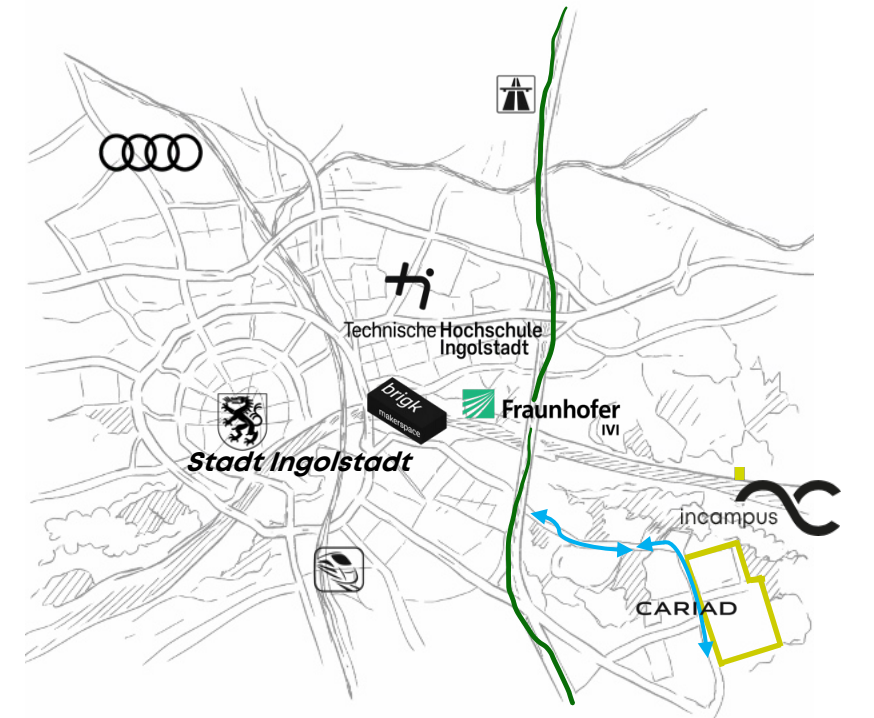 Technische Hochschule
Ingolstadt
brigk
makerspace
Fraunhofer
IVI
Stadt Ingolstadt
incampus
CARIAD